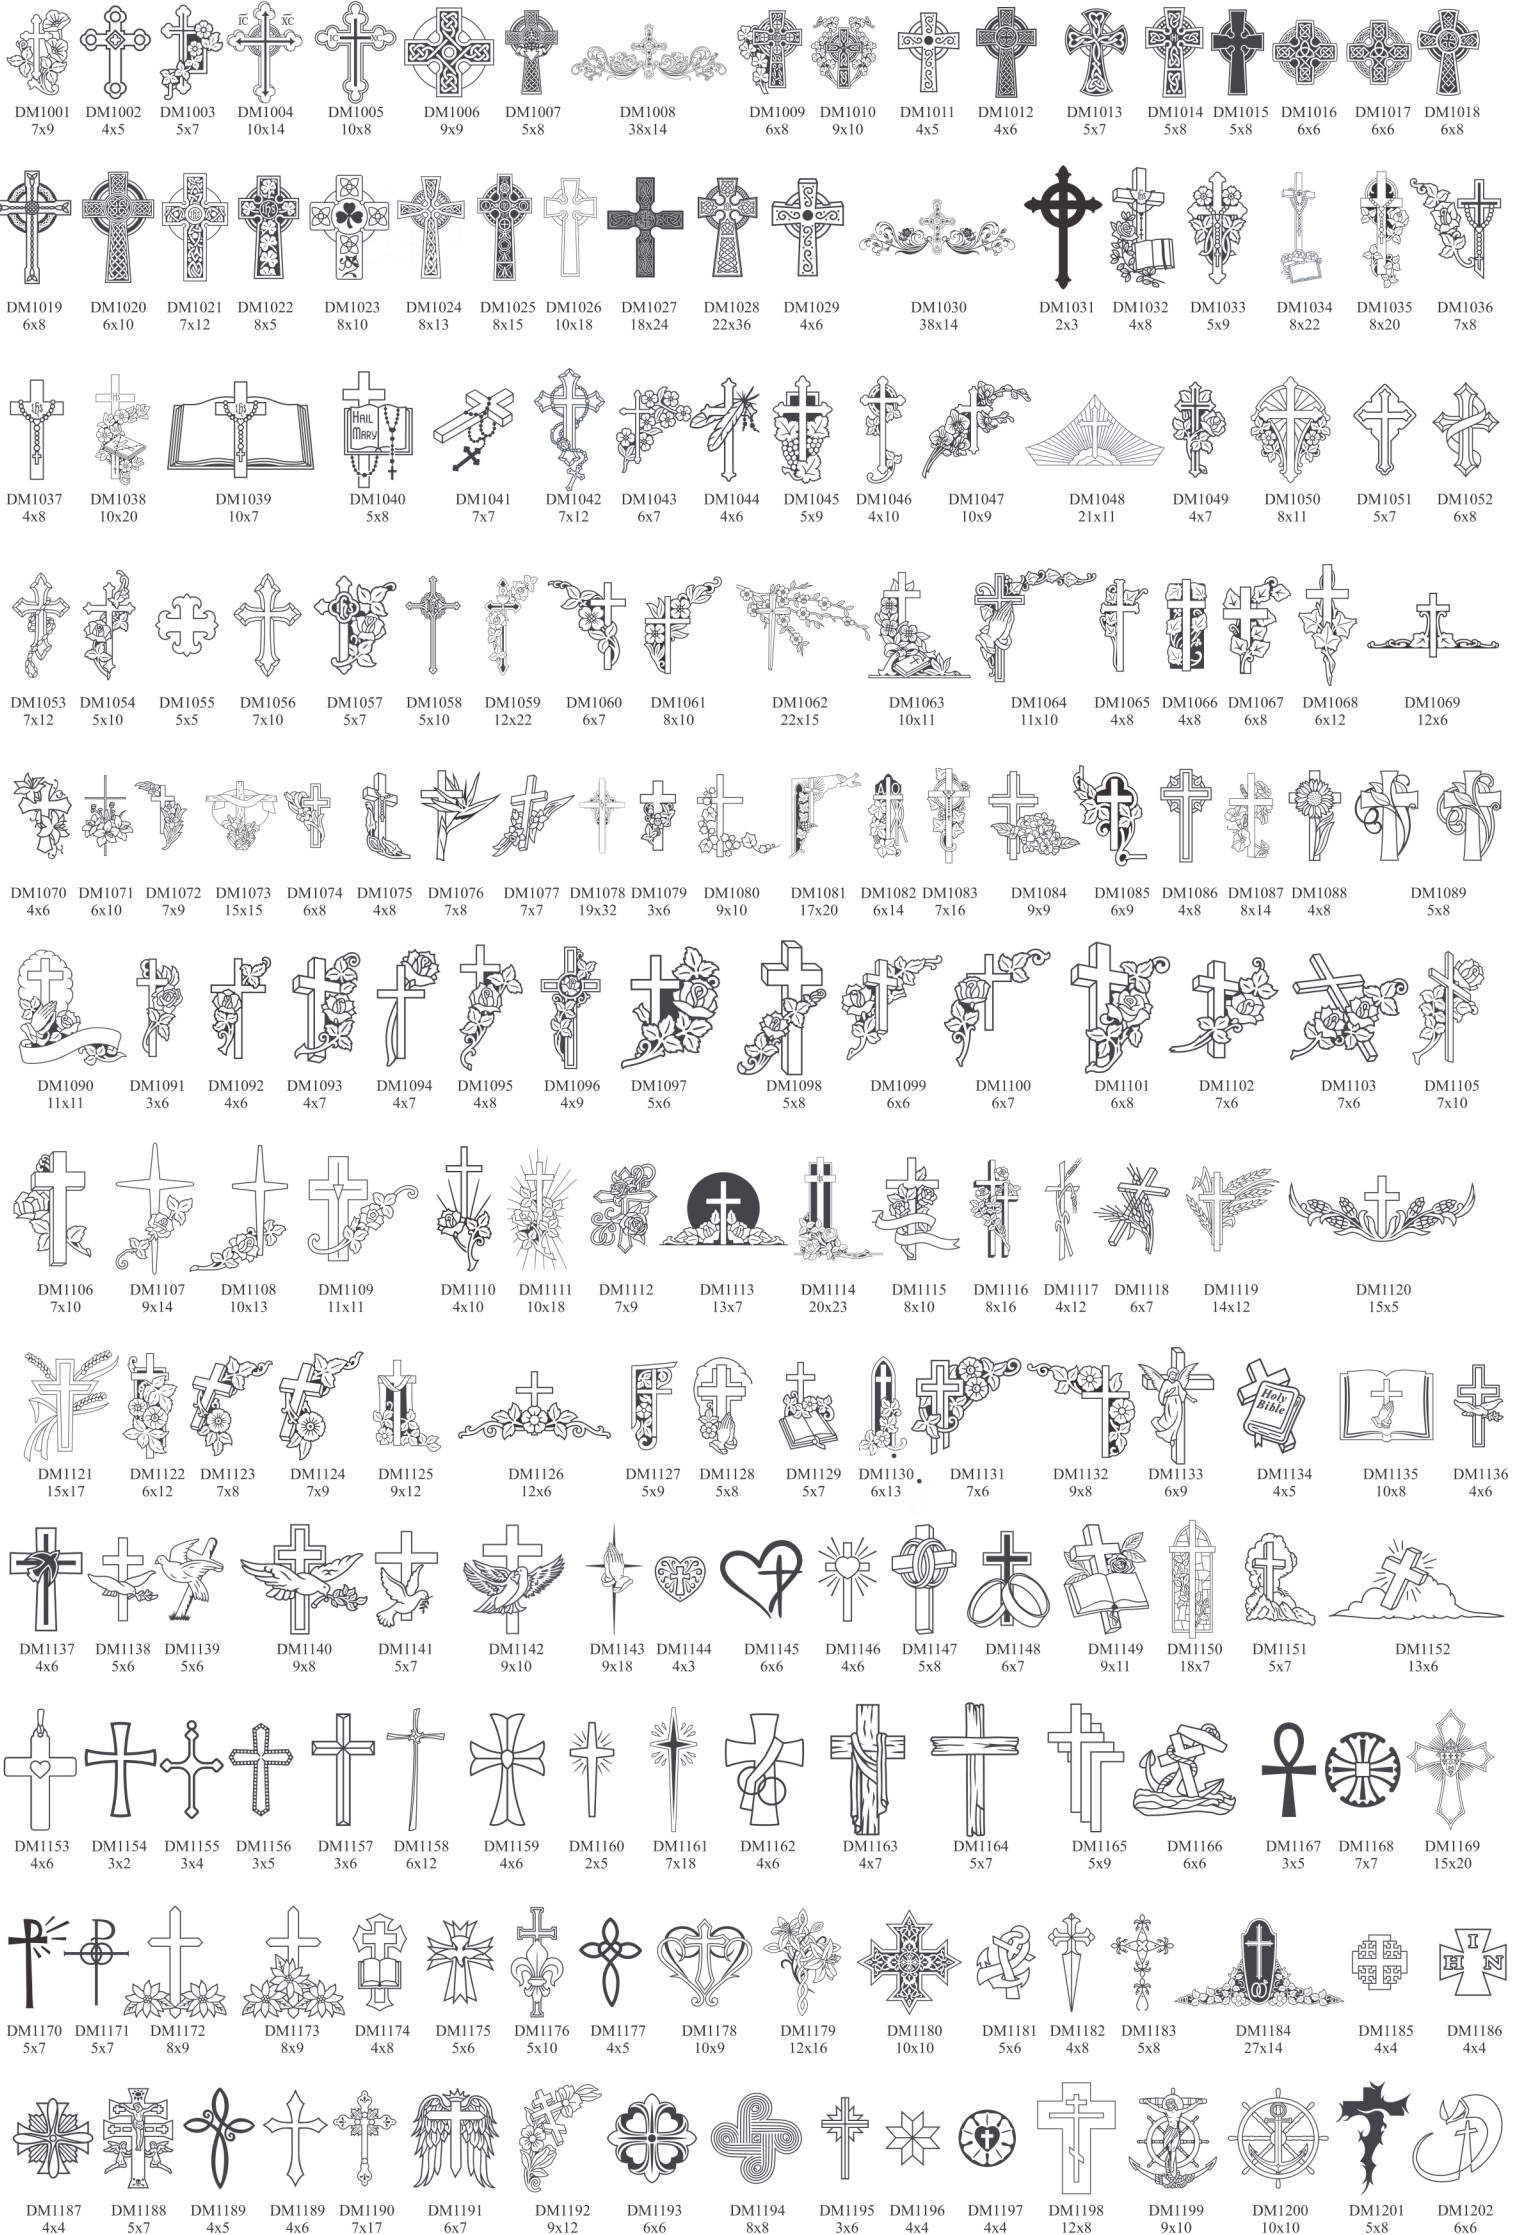 IC XC IC XC
DM1001 DM1002 DM1003 DM1004 DM1005 DM1006 DM1007 DM1008 DM1009 DM1010 DM1011 DM1012 DM1013 DM1014 DM1015 DM1016 DM1017 DM1018
7x9 4x5 5x7 10x14 10x8 9x9 5x8 38x14 6x8 9x10 4x5 4x6 5x7 5x8 5x8 6x6 6x6 6x8
DM1019 DM1020 DM1021 DM1022 DM1023 DM1024 DM1025 DM1026 DM1027 DM1028 DM1029 DM1030 DM1031 DM1032 DM1033 DM1034 DM1035 DM1036
6x8 6x10 7x12 8x5 8x10 8x13 8x15 10x18 18x24 22x36 4x6 38x14 2x3 4x8 5x9 8x22 8x20 7x8
HAIL
MARY
DM1037 DM1038 DM1039 DM1040 DM1041 DM1042 DM1043 DM1044 DM1045 DM1046 DM1047 DM1048 DM1049 DM1050 DM1051 DM1052
4x8 10x20 10x7 5x8 7x7 7x12 6x7 4x6 5x9 4x10 10x9 21x11 4x7 8x11 5x7 6x8
DM1053 DM1054 DM1055 DM1056 DM1057 DM1058 DM1059 DM1060 DM1061 DM1062 DM1063 DM1064 DM1065 DM1066 DM1067 DM1068 DM1069
7x12 5x10 5x5 7x10 5x7 5x10 12x22 6x7 8x10 22x15 10x11 11x10 4x8 4x8 6x8 6x12 12x6
DM1070 DM1071 DM1072 DM1073 DM1074 DM1075 DM1076 DM1077 DM1078 DM1079 DM1080 DM1081 DM1082 DM1083 DM1084 DM1085 DM1086 DM1087 DM1088 DM1089
4x6 6x10 7x9 15x15 6x8 4x8 7x8 7x7 19x32 3x6 9x10 17x20 6x14 7x16 9x9 6x9 4x8 8x14 4x8 5x8
DM1090 DM1091 DM1092 DM1093 DM1094 DM1095 DM1096 DM1097 DM1098 DM1099 DM1100 DM1101 DM1102 DM1103 DM1105
11x11 3x6 4x6 4x7 4x7 4x8 4x9 5x6 5x8 6x6 6x7 6x8 7x6 7x6 7x10
DM1106 DM1107 DM1108 DM1109 DM1110 DM1111 DM1112 DM1113 DM1114 DM1115 DM1116 DM1117 DM1118 DM1119 DM1120
7x10 9x14 10x13 11x11 4x10 10x18 7x9 13x7 20x23 8x10 8x16 4x12 6x7 14x12 15x5
Holy
Bible
DM1121 DM1122 DM1123 DM1124 DM1125 DM1126 DM1127 DM1128 DM1129 DM1130 DM1131 DM1132 DM1133 DM1134 DM1135 DM1136
15x17 6x12 7x8 7x9 9x12 12x6 5x9 5x8 5x7 6x13 7x6 9x8 6x9 4x5 10x8 4x6
DM1137 DM1138 DM1139 DM1140 DM1141 DM1142 DM1143 DM1144 DM1145 DM1146 DM1147 DM1148 DM1149 DM1150 DM1151 DM1152
4x6 5x6 5x6 9x8 5x7 9x10 9x18 4x3 6x6 4x6 5x8 6x7 9x11 18x7 5x7 13x6
DM1153 DM1154 DM1155 DM1156 DM1157 DM1158 DM1159 DM1160 DM1161 DM1162 DM1163 DM1164 DM1165 DM1166 DM1167 DM1168 DM1169
4x6 3x2 3x4 3x5 3x6 6x12 4x6 2x5 7x18 4x6 4x7 5x7 5x9 6x6 3x5 7x7 15x20
I
H N
DM1170 DM1171 DM1172 DM1173 DM1174 DM1175 DM1176 DM1177 DM1178 DM1179 DM1180 DM1181 DM1182 DM1183 DM1184 DM1185 DM1186
5x7 5x7 8x9 8x9 4x8 5x6 5x10 4x5 10x9 12x16 10x10 5x6 4x8 5x8 27x14 4x4 4x4
DM1187 DM1188 DM1189 DM1189 DM1190 DM1191 DM1192 DM1193 DM1194 DM1195 DM1196 DM1197 DM1198 DM1199 DM1200 DM1201 DM1202
4x4 5x7 4x5 4x6 7x17 6x7 9x12 6x6 8x8 3x6 4x4 4x4 12x8 9x10 10x10 5x8 6x6